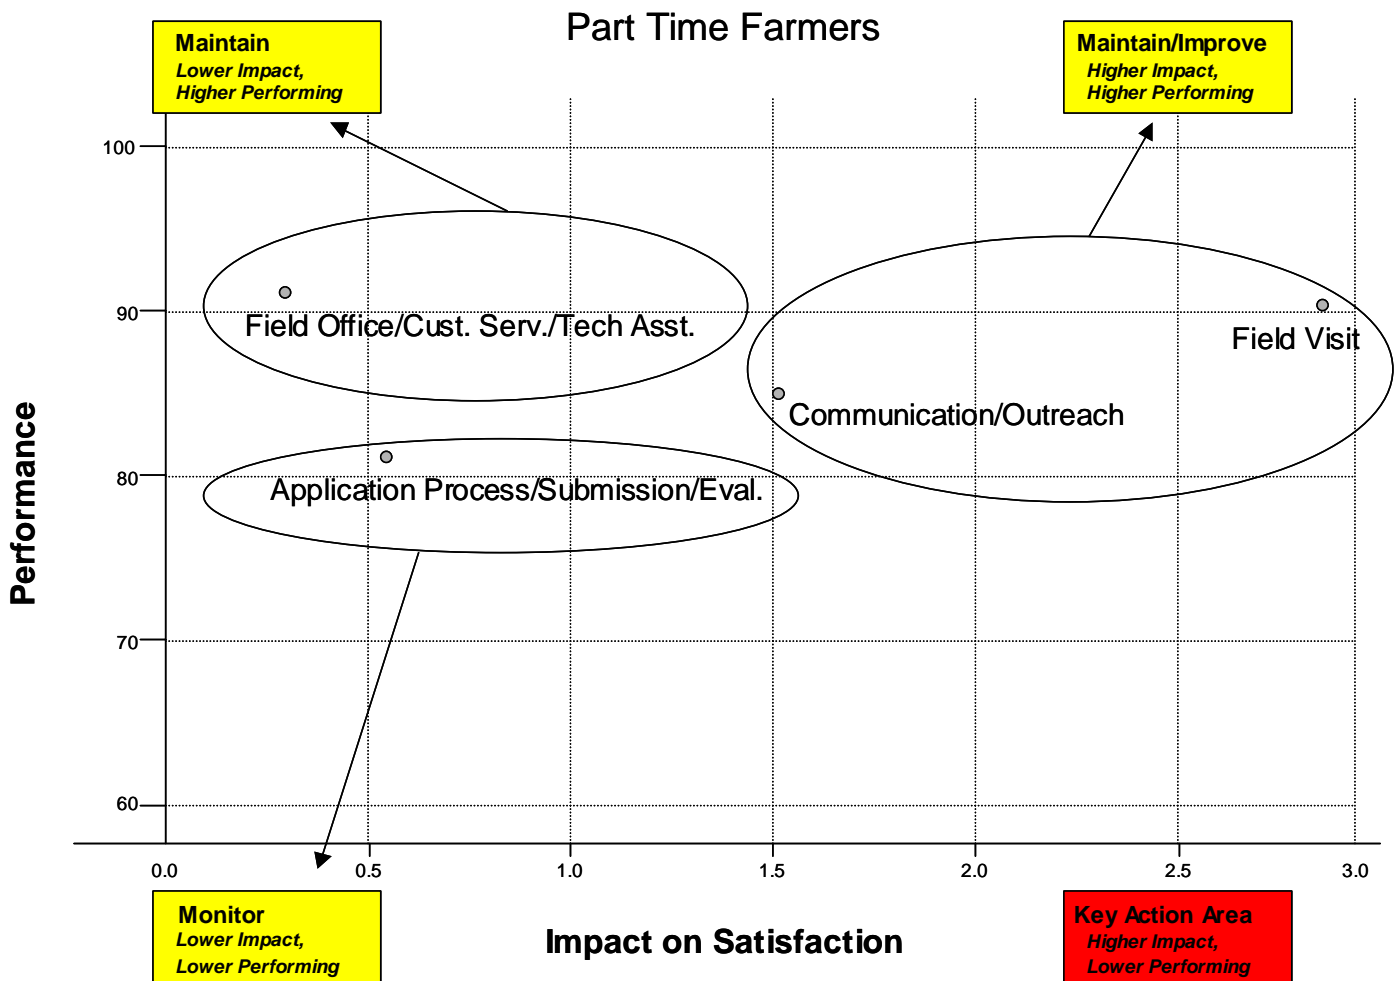 Part Time Farmers
Maintain
Lower Impact,
Higher Performing
Maintain/Improve
Higher Impact,
Higher Performing
100
90
80
70
60
Performance
Field Office/Cust. Serv./Tech Asst.
Field Visit
Communication/Outreach
Application Process/Submission/Eval.
0.0
0.5
1.0
1.5
2.0
2.5
3.0
Monitor
Lower Impact,
Lower Performing
Impact on Satisfaction
Key Action Area
Higher Impact,
Lower Performing